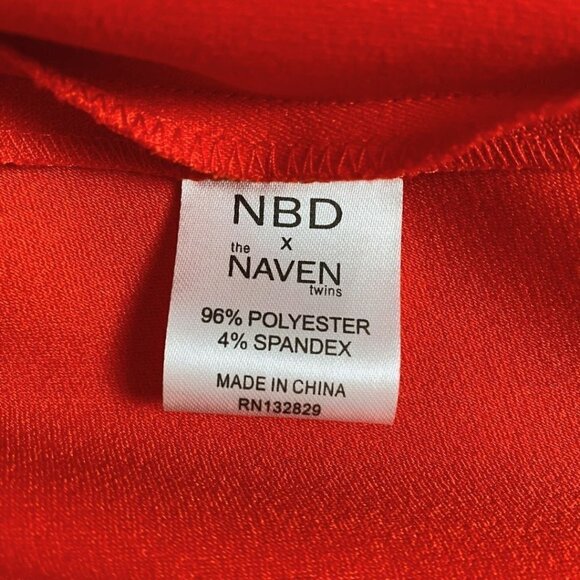 NBD
x
the
NAVEN
twins
96% POLYESTER
4% SPANDEX
MADE IN CHINA
RN132829